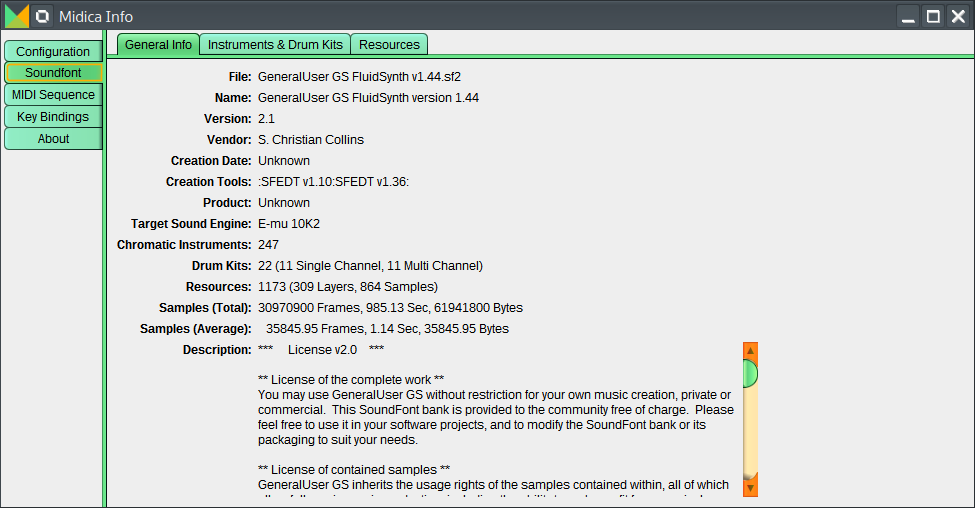 Midica Info
Configuration
Soundfont
MIDI Sequence
Key Bindings
About
General Info
Instruments & Drum Kits
Resources
File: GeneralUser GS FluidSynth v1.44.sf2
Name: GeneralUser GS FluidSynth version 1.44
Version: 2.1
Vendor: S. Christian Collins
Creation Date: Unknown
Creation Tools: :SFEDT v1.10:SFEDT v1.36:
Product: Unknown
Target Sound Engine: E-mu 10K2
Chromatic Instruments: 247
Drum Kits: 22 (11 Single Channel, 11 Multi Channel)
Resources: 1173 (309 Layers, 864 Samples)
Samples (Total): 30970900 Frames, 985.13 Sec, 61941800 Bytes
Samples (Average): 35845.95 Frames, 1.14 Sec, 35845.95 Bytes
Description: *** License v2.0 ***
** License of the complete work **
You may use GeneralUser GS without restriction for your own music creation, private or
commercial. This SoundFont bank is provided to the community free of charge. Please
feel free to use it in your software projects, and to modify the SoundFont bank or its
packaging to suit your needs.
** License of contained samples **
GeneralUser GS inherits the usage rights of the samples contained within, all of which